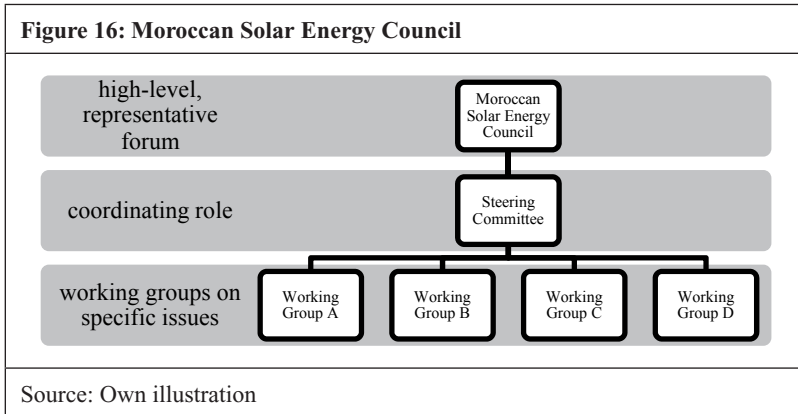 Figure 16: Moroccan Solar Energy Council
high-level,
representative
forum
Moroccan
Solar Energy
Council
coordinating role
Steering
Committee
working groups on
specific issues
Working
Group A
Working
Group B
Working
Group C
Working
Group D
Source: Own illustration